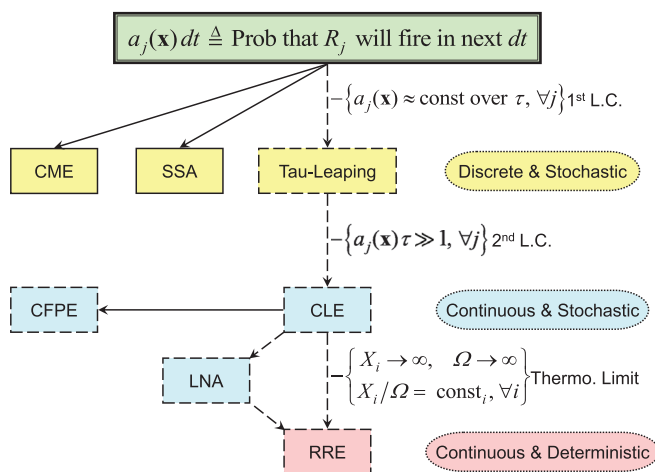 a_j(x) dt ≜ Prob that R_j will fire in next dt
–{a_j(x) ≈ const over τ, ∀j} 1st L.C.
CME
SSA
Tau-Leaping
Discrete & Stochastic
–{a_j(x)τ ≫ 1, ∀j} 2nd L.C.
CFPE
CLE
Continuous & Stochastic
LNA
–{X_i → ∞, Ω → ∞
X_i/Ω = const_i, ∀i} Thermo. Limit
RRE
Continuous & Deterministic